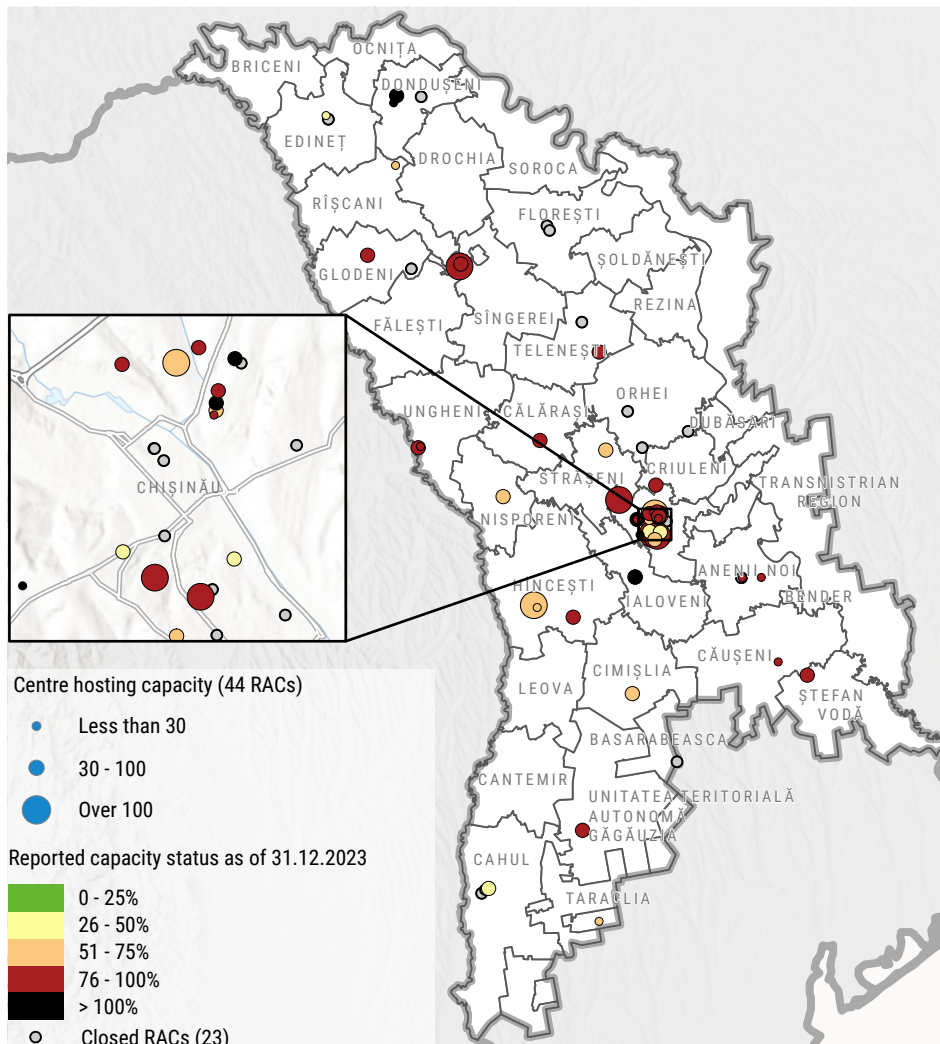 OCNIȚA
BRICENI
DONDUȘENI
EDINEȚ
DROCHIA
SOROCA
RÎȘCANI
FLOREȘTI
GLODENI
ȘOLDĂNEȘTI
REZINA
FĂLEȘTI
SÎNGEREI
TELENEȘTI
ORHEI
UNGHENI
CĂLĂRAȘI
DUBĂSARI
STRĂȘENI
CRIULENI
TRANSNISTRIAN
REGION
CHIȘINĂU
NISPORENI
ANENII NOI
HÎNCEȘTI
IALOVENI
BENDER
CĂUȘENI
CIMIȘLIA
LEOVA
ȘTEFAN
VODĂ
BASARABEASCA
CANTEMIR
UNITATEA TERITORIALĂ
AUTONOMĂ
GĂGĂUZIA
CAHUL
TARACLIA
Centre hosting capacity (44 RACs)
Less than 30
30 - 100
Over 100
Reported capacity status as of 31.12.2023
0 - 25%
26 - 50%
51 - 75%
76 - 100%
> 100%
Closed RACs (23)